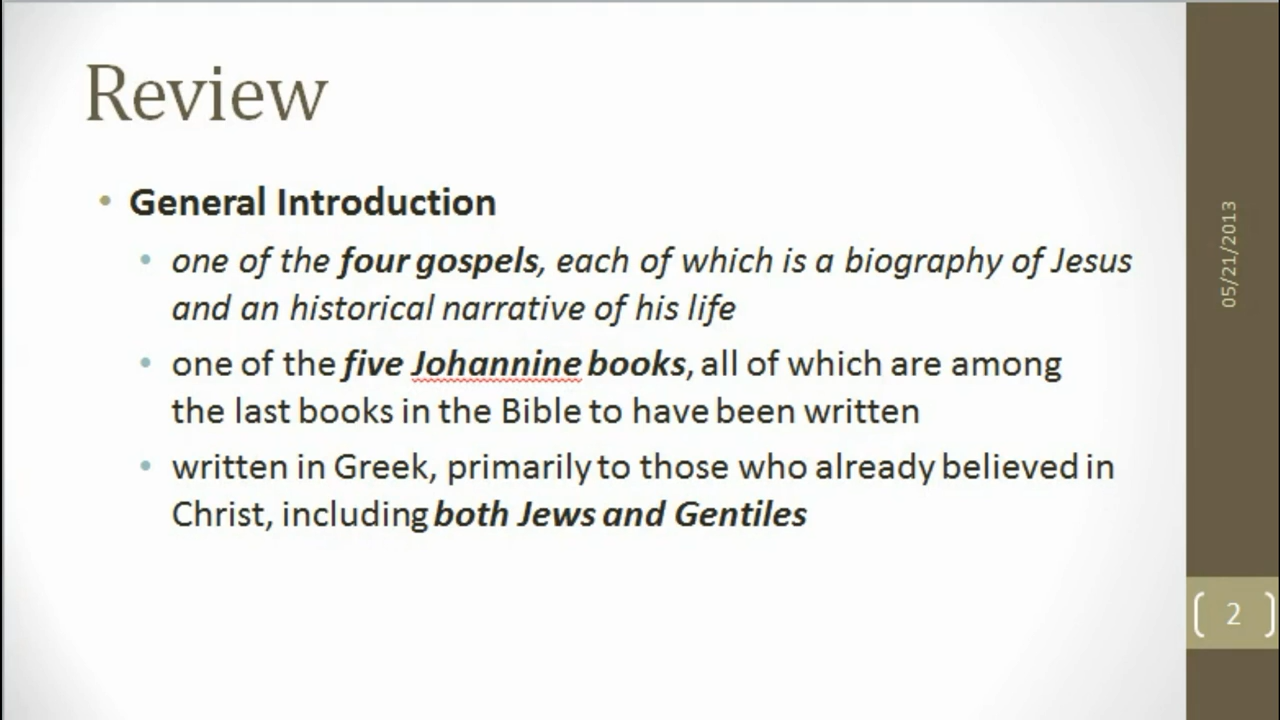 Review
• General Introduction
• one of the four gospels, each of which is a biography of Jesus
and an historical narrative of his life
• one of the five Johannine books, all of which are among
the last books in the Bible to have been written
• written in Greek, primarily to those who already believed in
Christ, including both Jews and Gentiles
05/21/2013
2